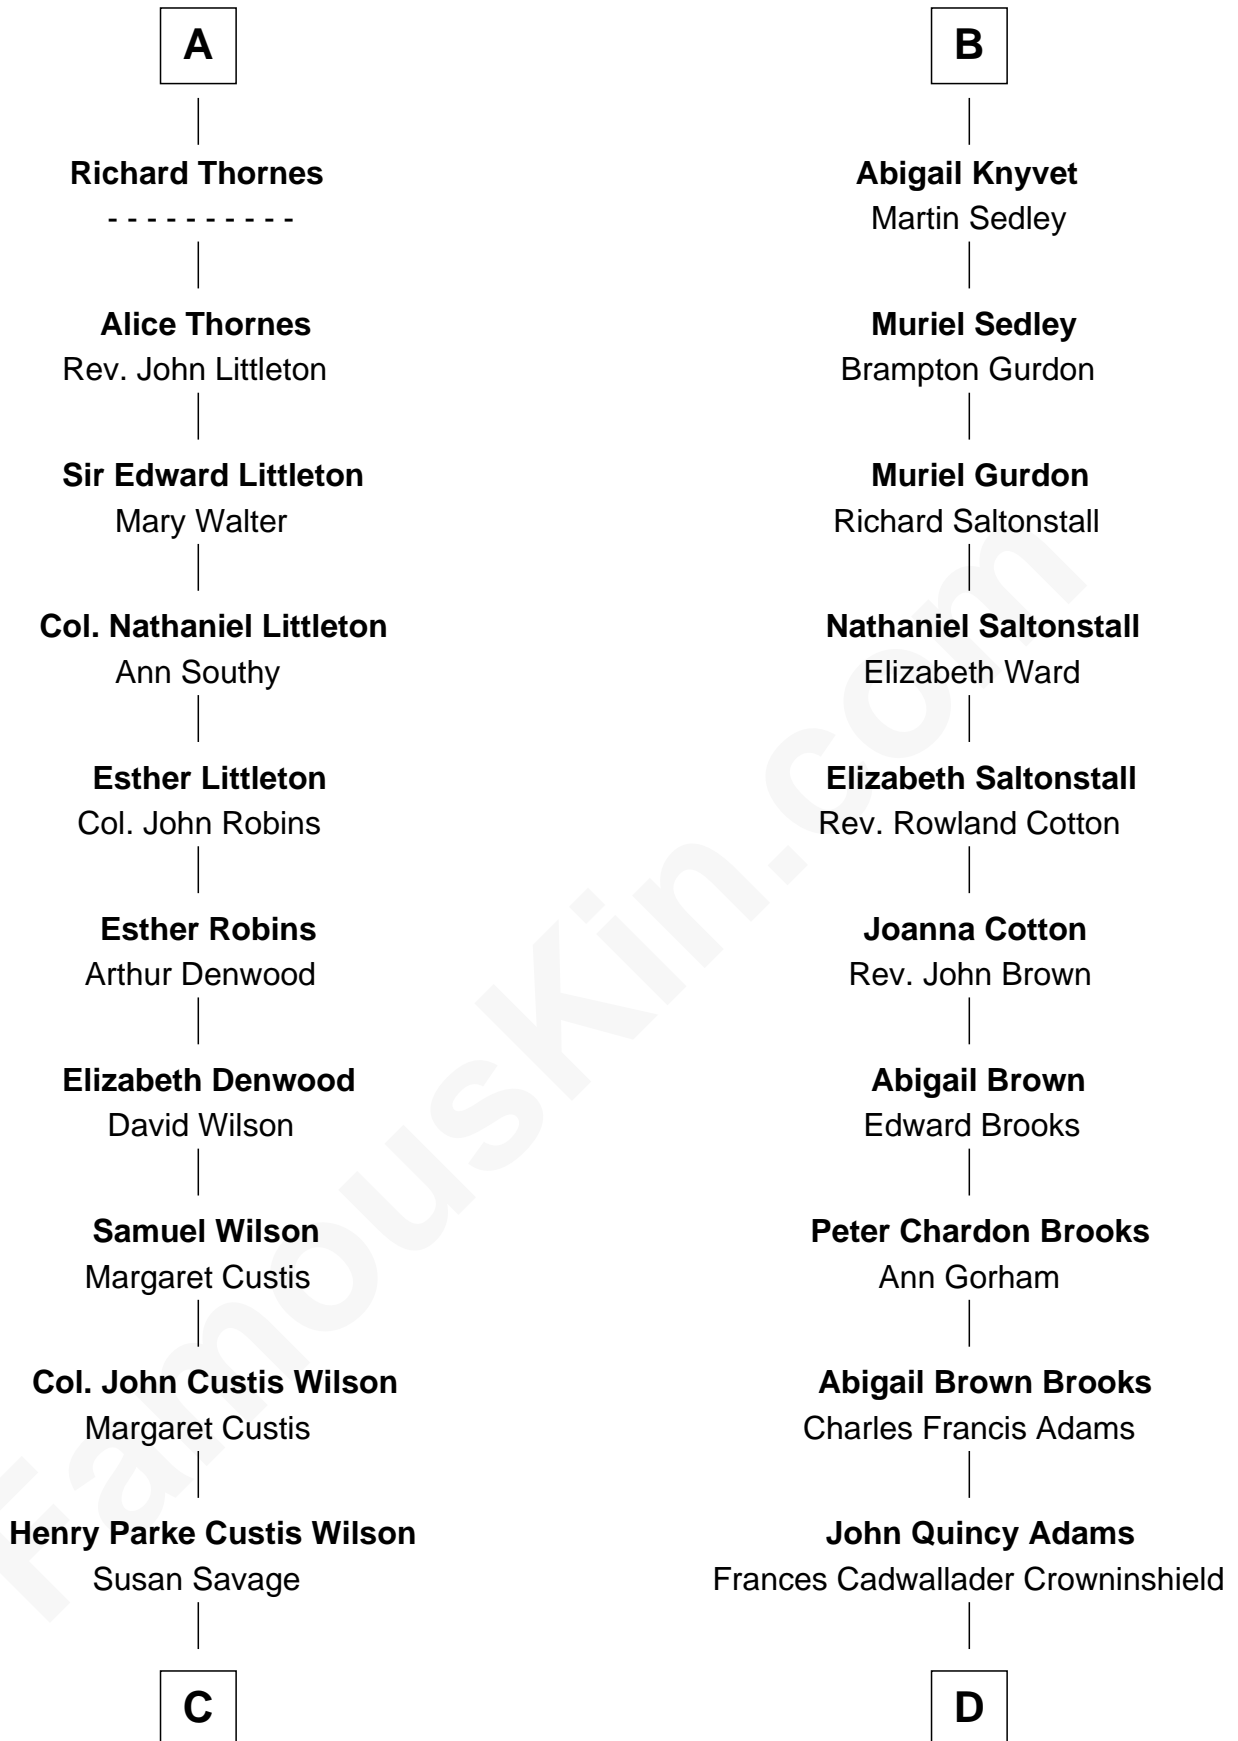 A
Richard Thornes
- - - - - - - - - -
Alice Thornes
Rev. John Littleton
Sir Edward Littleton
Mary Walter
Col. Nathaniel Littleton
Ann Southy
Esther Littleton
Col. John Robins
Esther Robins
Arthur Denwood
Elizabeth Denwood
David Wilson
Samuel Wilson
Margaret Custis
Col. John Custis Wilson
Margaret Custis
Henry Parke Custis Wilson
Susan Savage
C
B
Abigail Knyvet
Martin Sedley
Muriel Sedley
Brampton Gurdon
Muriel Gurdon
Richard Saltonstall
Nathaniel Saltonstall
Elizabeth Ward
Elizabeth Saltonstall
Rev. Rowland Cotton
Joanna Cotton
Rev. John Brown
Abigail Brown
Edward Brooks
Peter Chardon Brooks
Ann Gorham
Abigail Brown Brooks
Charles Francis Adams
John Quincy Adams
Frances Cadwallader Crowninshield
D
FamousKin.com